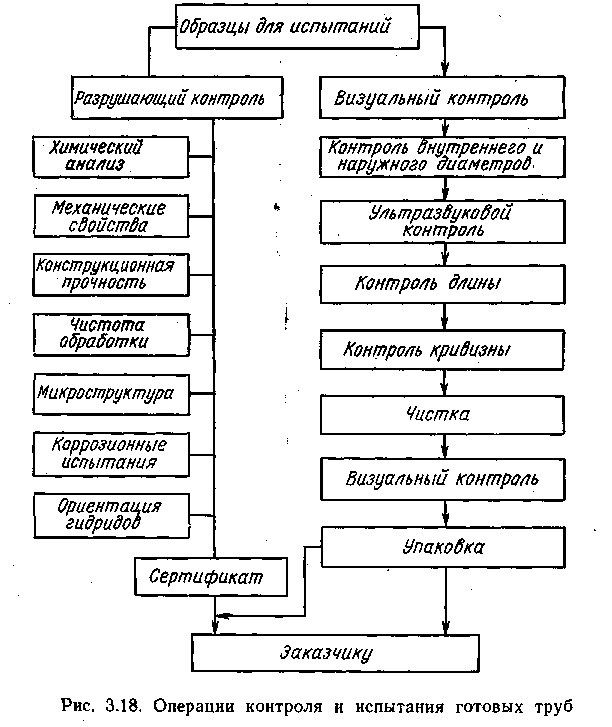 Образцы для испытаний
Разрушающий контроль
Химический
анализ
Механические
свойства
Конструкционная
прочность
Чистота
обработки
Микроструктура
Коррозионные
испытания
Ориентация
гидридов
Сертификат
Визуальный контроль
Контроль внутреннего и
наружного диаметров
Ультразвуковой
контроль
Контроль длины
Контроль кривизны
Чистка
Визуальный контроль
Упаковка
Заказчику
Рис. 3.18. Операции контроля и испытания готовых труб